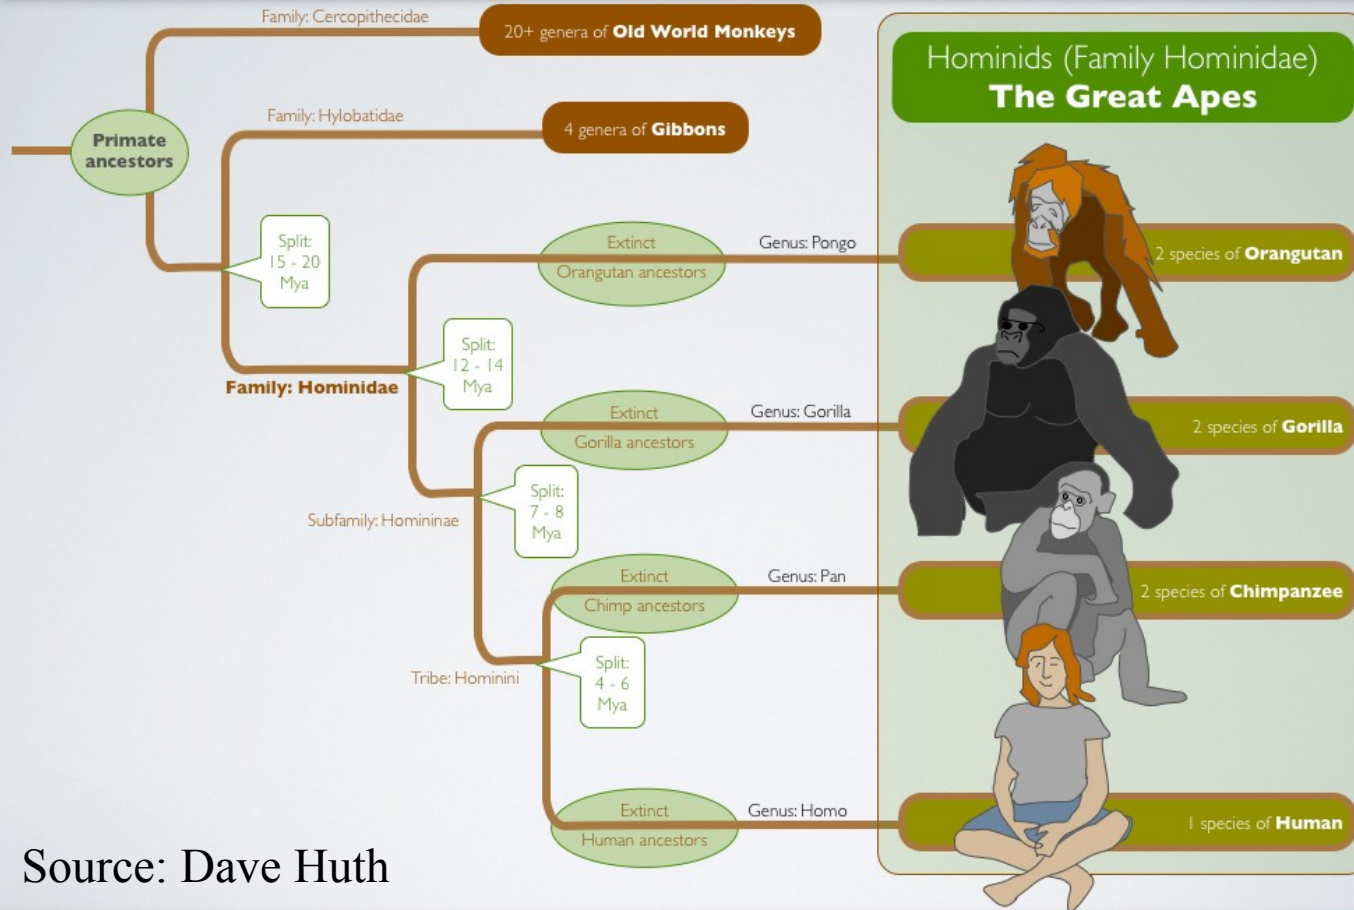 Family: Cercopithecidae
20+ genera of Old World Monkeys
Hominids (Family Hominidae)
The Great Apes
Family: Hylobatidae
4 genera of Gibbons
Primate
ancestors
Split:
15 - 20
Mya
Extinct
Orangutan ancestors
Genus: Pongo
2 species of Orangutan
Split:
12 - 14
Mya
Family: Hominidae
Extinct
Gorilla ancestors
Genus: Gorilla
2 species of Gorilla
Split:
7 - 8
Mya
Subfamily: Homininae
Extinct
Chimp ancestors
Genus: Pan
2 species of Chimpanzee
Split:
4 - 6
Mya
Tribe: Hominini
Extinct
Human ancestors
Genus: Homo
1 species of Human
Source: Dave Huth